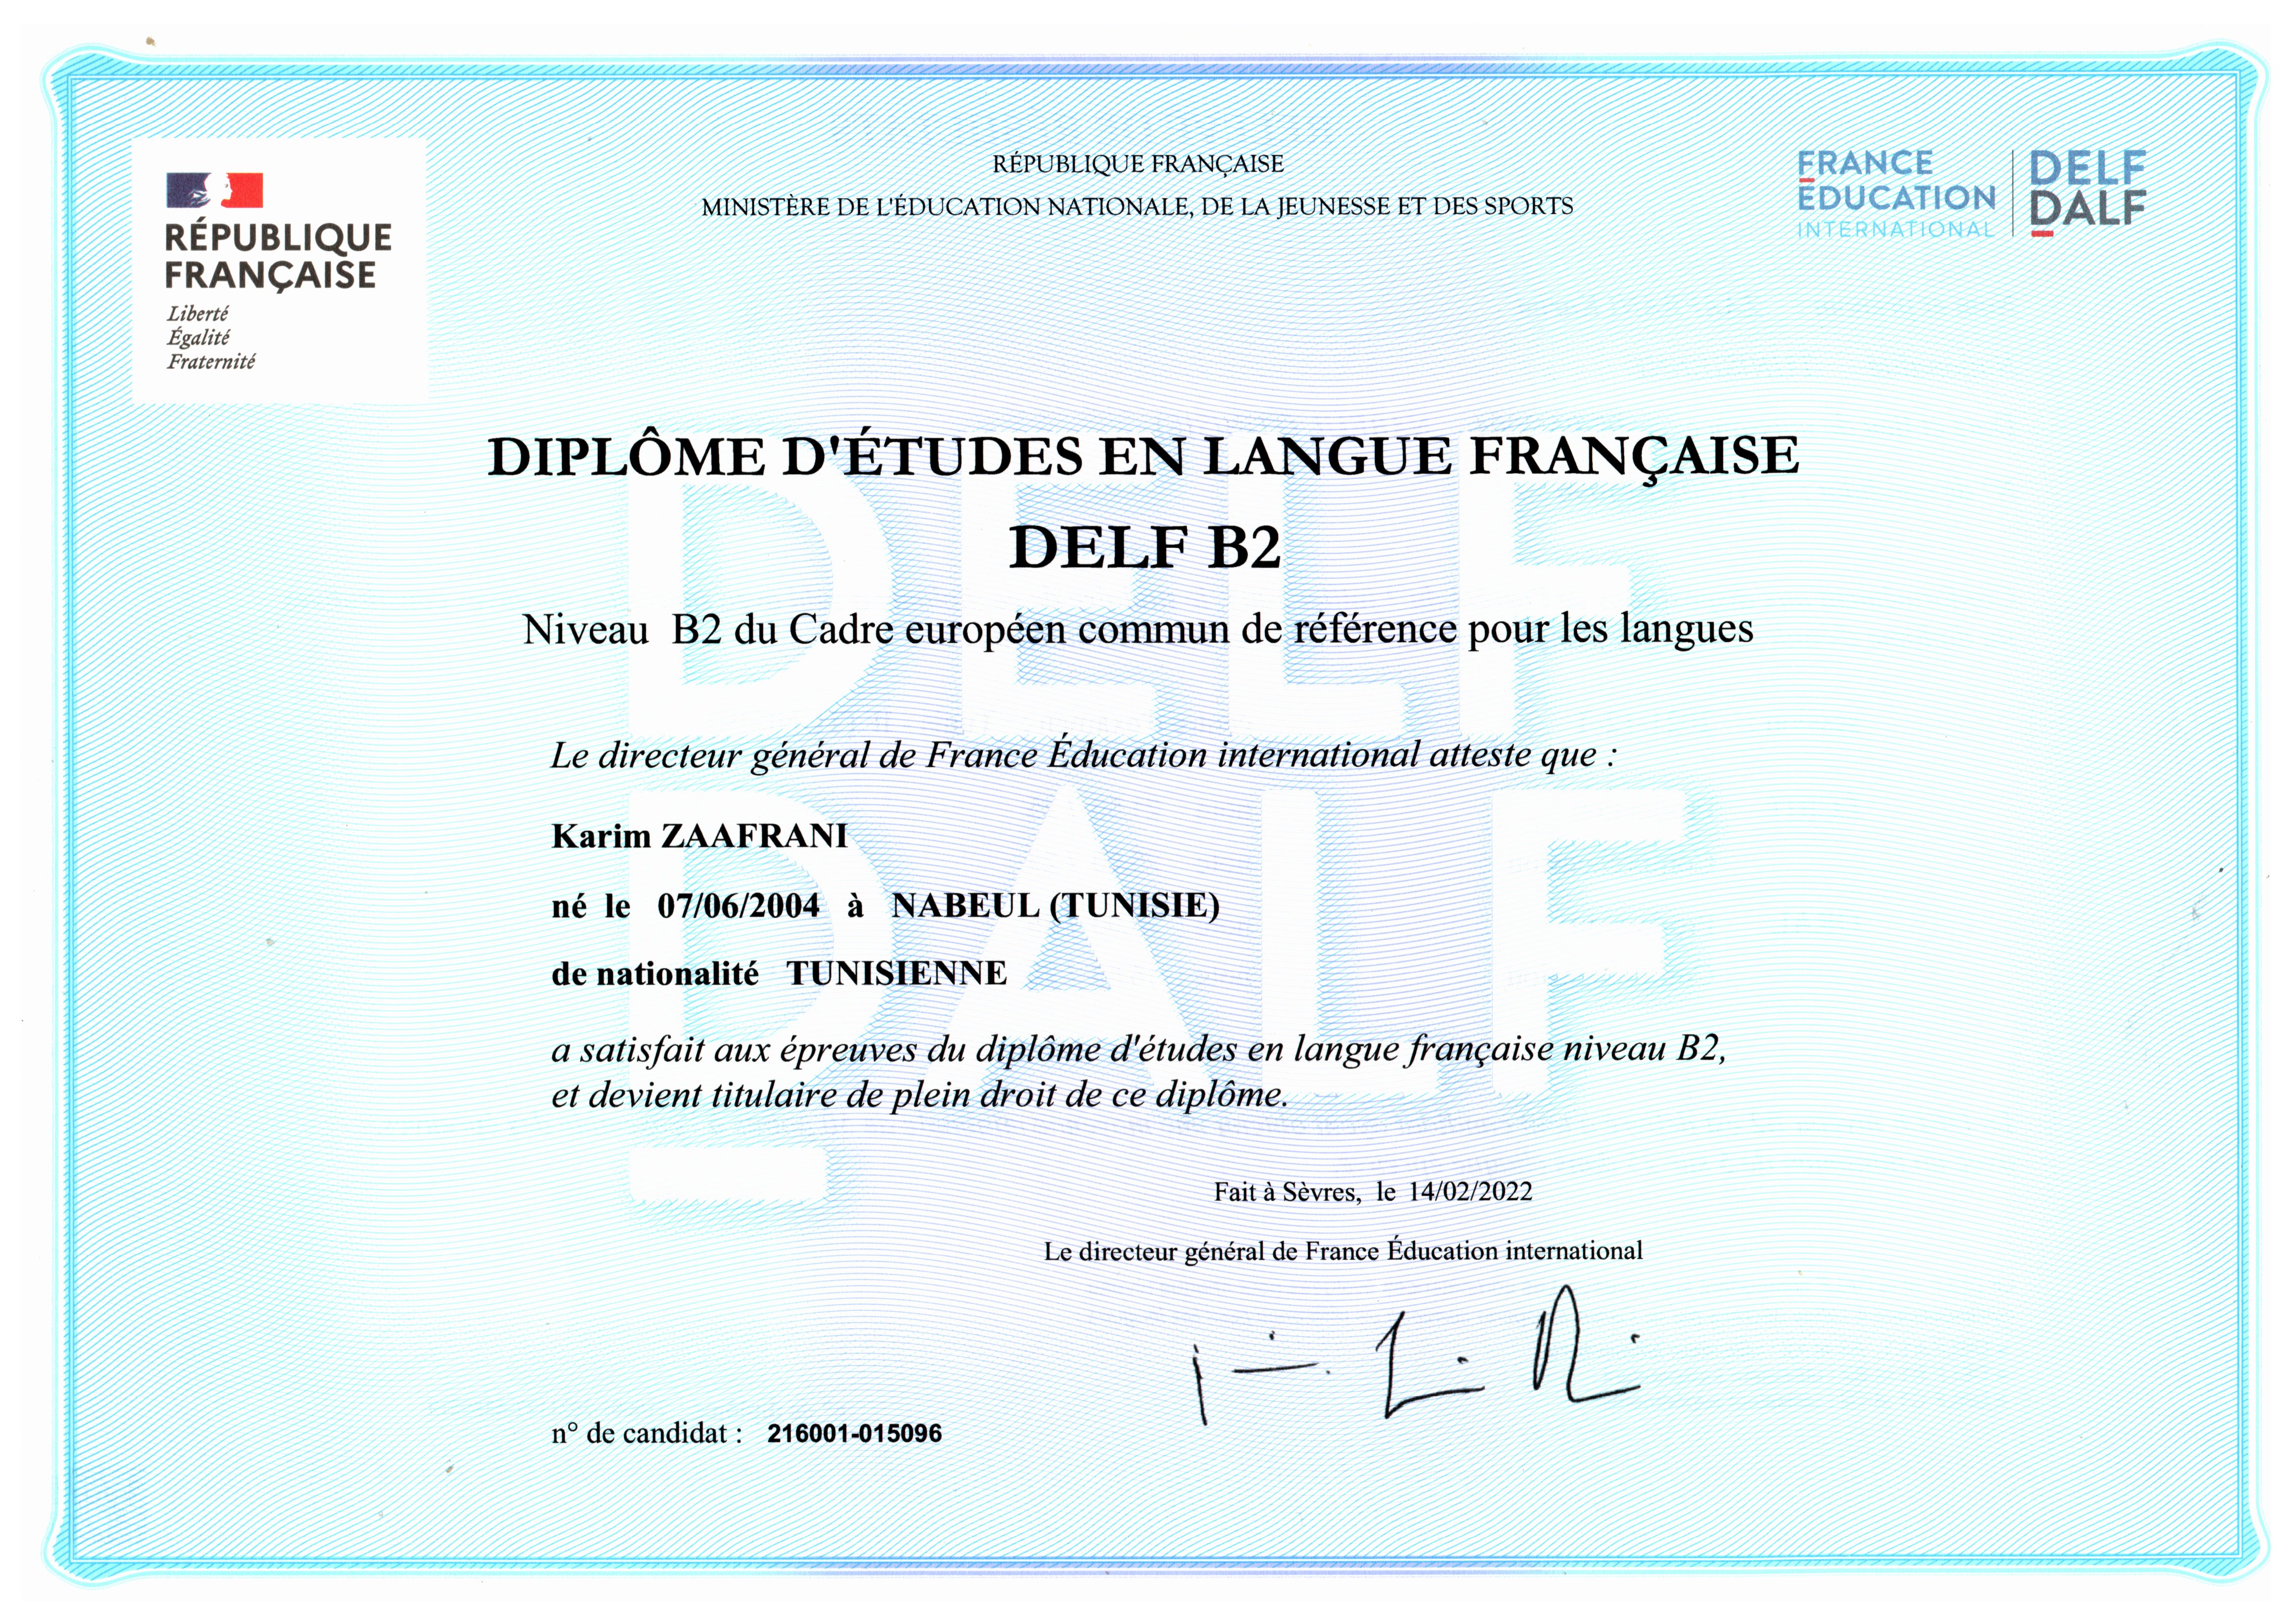 RÉPUBLIQUE
FRANÇAISE
Liberté
Égalité
Fraternité
RÉPUBLIQUE FRANÇAISE
MINISTÈRE DE L'ÉDUCATION NATIONALE, DE LA JEUNESSE ET DES SPORTS
FRANCE
ÉDUCATION
INTERNATIONAL
DELF
DALF
DIPLÔME D'ÉTUDES EN LANGUE FRANÇAISE
DELF B2
Niveau B2 du Cadre européen commun de référence pour les langues
Le directeur général de France Éducation international atteste que :
Karim ZAAFRANI
né le 07/06/2004 à NABEUL (TUNISIE)
de nationalité TUNISIENNE
a satisfait aux épreuves du diplôme d'études en langue française niveau B2,
et devient titulaire de plein droit de ce diplôme.
Fait à Sèvres, le 14/02/2022
Le directeur général de France Éducation international
n° de candidat : 216001-015096
DELF
DALF